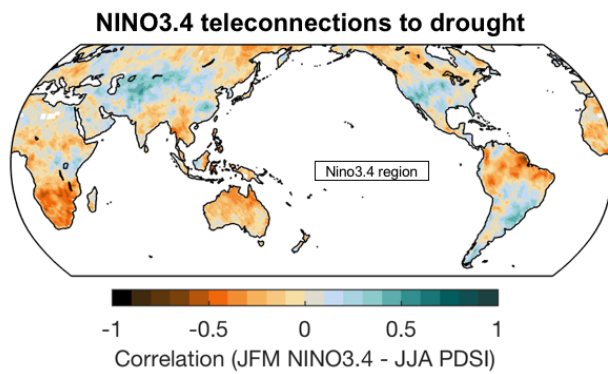 NINO3.4 teleconnections to drought
Nino3.4 region
-1 -0.5 0 0.5 1
Correlation (JFM NINO3.4 - JJA PDSI)